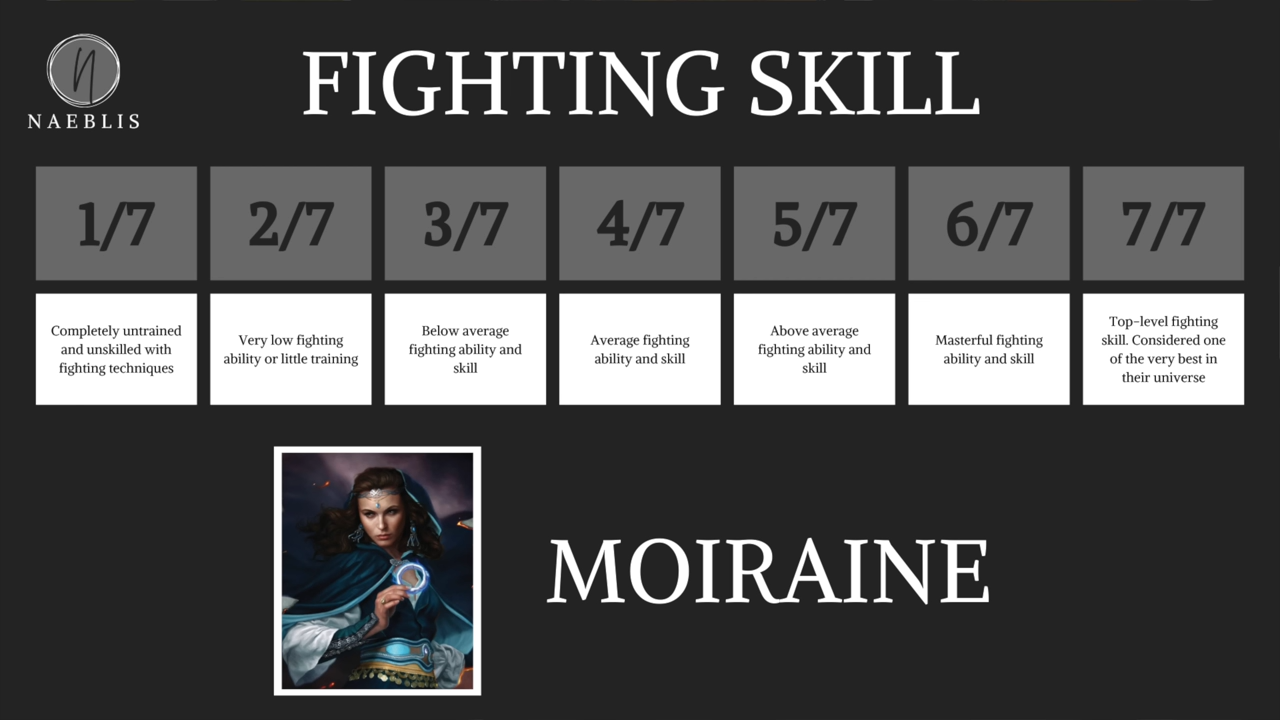 n
NAEBLIS
FIGHTING SKILL
1/7
2/7
3/7
4/7
5/7
6/7
7/7
Completely untrained
and unskilled with
fighting techniques
Very low fighting
ability or little training
Below average
fighting ability and
skill
Average fighting
ability and skill
Above average
fighting ability and
skill
Masterful fighting
ability and skill
Top-level fighting
skill. Considered one
of the very best in
their universe
MOIRAINE